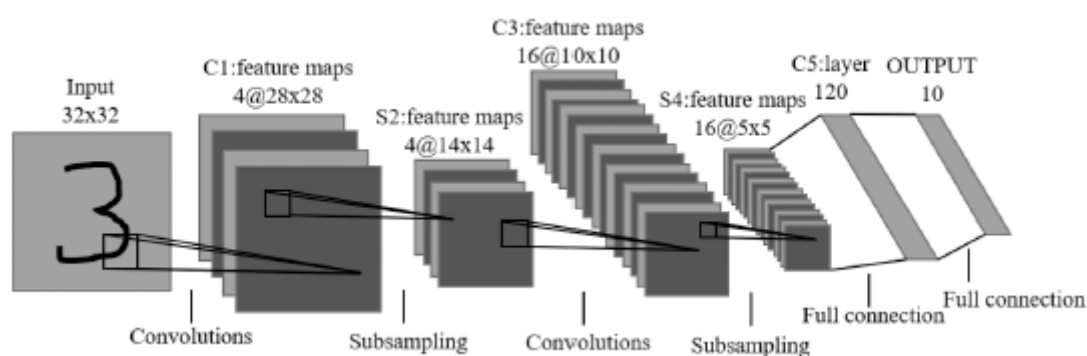 Input
32x32
3
C1:feature maps
4@28x28
S2:feature maps
4@14x14
C3:feature maps
16@10x10
S4:feature maps
16@5x5
C5:layer
120
OUTPUT
10
Convolutions
Subsampling
Convolutions
Subsampling
Full connection
Full connection